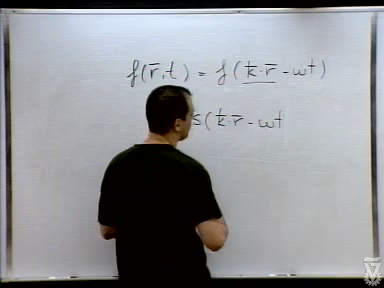 f(r̄,t) = f(k̄·r̄ - ωt)
s(k̄·r̄ - ωt